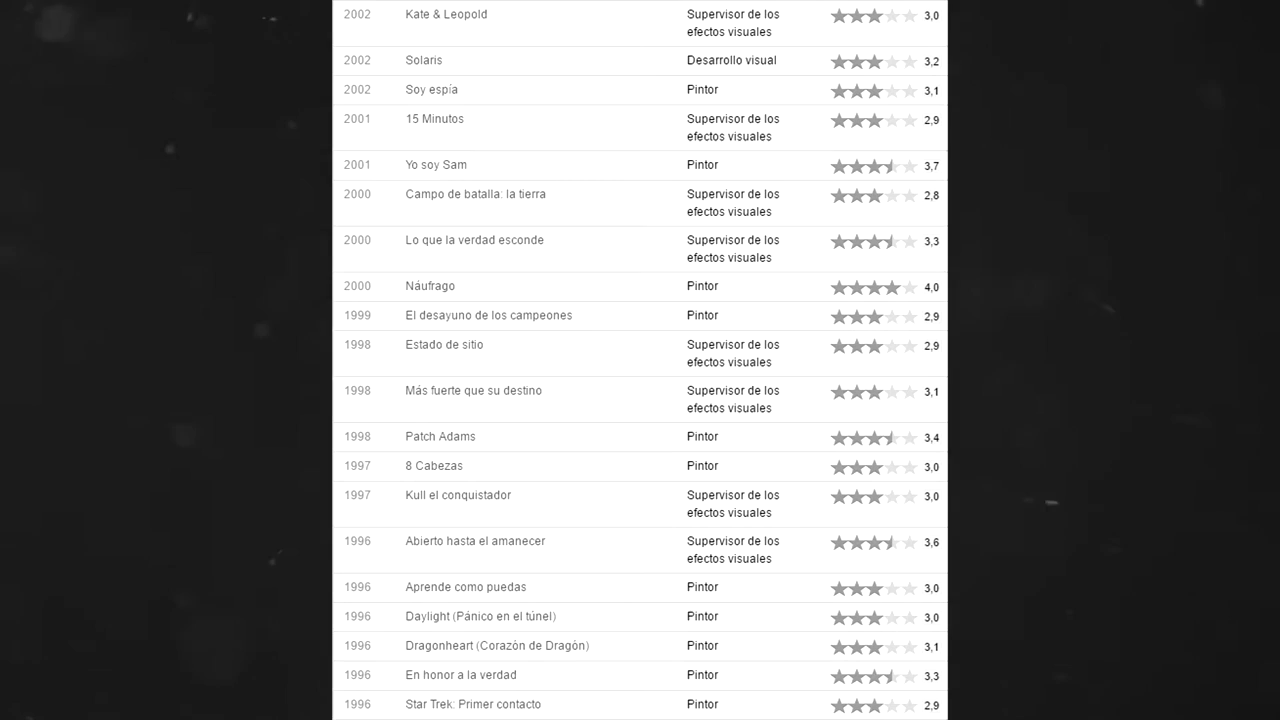 2002 Kate & Leopold Supervisor de los 3,0
efectos visuales
2002 Solaris Desarrollo visual 3,2
2002 Soy espía Pintor 3,1
2001 15 Minutos Supervisor de los 2,9
efectos visuales
2001 Yo soy Sam Pintor 3,7
2000 Campo de batalla: la tierra Supervisor de los 2,8
efectos visuales
2000 Lo que la verdad esconde Supervisor de los 3,3
efectos visuales
2000 Náufrago Pintor 4,0
1999 El desayuno de los campeones Pintor 2,9
1998 Estado de sitio Supervisor de los 2,9
efectos visuales
1998 Más fuerte que su destino Supervisor de los 3,1
efectos visuales
1998 Patch Adams Pintor 3,4
1997 8 Cabezas Pintor 3,0
1997 Kull el conquistador Supervisor de los 3,0
efectos visuales
1996 Abierto hasta el amanecer Supervisor de los 3,6
efectos visuales
1996 Aprende como puedas Pintor 3,0
1996 Daylight (Pánico en el túnel) Pintor 3,0
1996 Dragonheart (Corazón de Dragón) Pintor 3,1
1996 En honor a la verdad Pintor 3,3
1996 Star Trek: Primer contacto Pintor 2,9